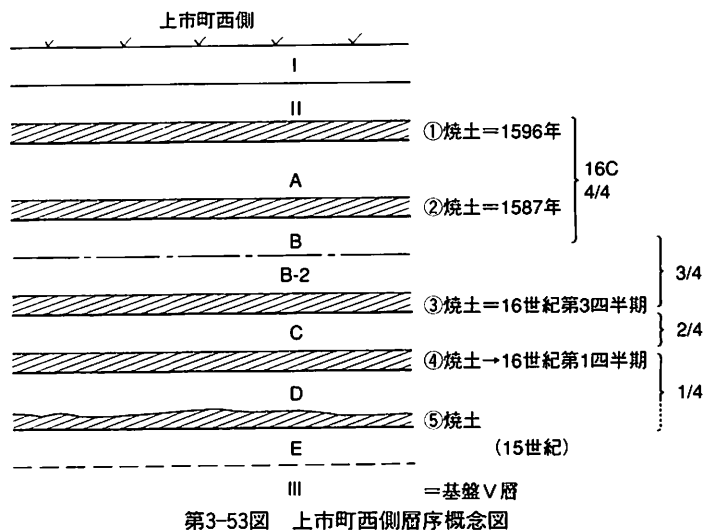 上市町西側
I
II
①焼土＝1596年
16C
4/4
A
②焼土＝1587年
B
B-2
3/4
③焼土＝16世紀第3四半期
C
2/4
④焼土→16世紀第1四半期
D
1/4
⑤焼土
E
(15世紀)
III
＝基盤Ⅴ層
第3-53図　上市町西側層序概念図